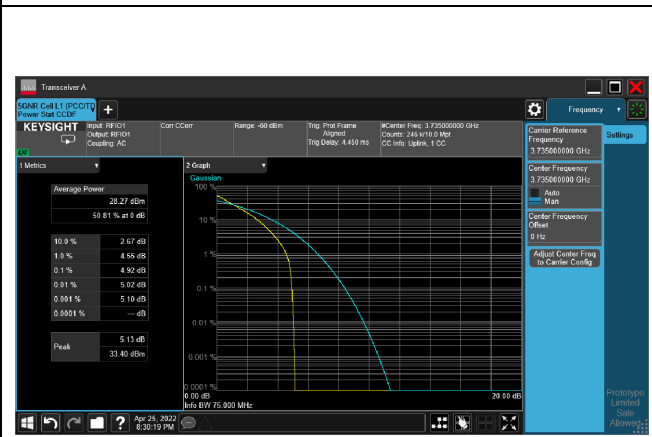 Transceiver A
5GNR Cell L1 (PCC/TD
Power Stat CCDF
Frequency
KEYSIGHT
Input: RFIO1
Output: RFIO1
Coupling: AC
Corr CCorr
Range: -60 dBm
Trig: Prot Frame
Aligned
Trig Delay: 4.450 ms
#Center Freq: 3.735000000 GHz
Counts: 246 k/10.0 Mpt
CC Info: Uplink, 1 CC
Settings
Carrier Reference
Frequency
3.735000000 GHz
Center Frequency
3.735000000 GHz
Auto
Man
Center Frequency
Offset
0 Hz
Adjust Center Freq
to Carrier Config
1 Metrics
Average Power
28.27 dBm
50.81 % at 0 dB
10.0 % 2.67 dB
1.0 % 4.55 dB
0.1 % 4.92 dB
0.01 % 5.02 dB
0.001 % 5.10 dB
0.0001 % --- dB
Peak
5.13 dB
33.40 dBm
2 Graph
Gaussian
100 %
10 %
1 %
0.1 %
0.01 %
0.001 %
0.0001 %
0.00 dB 20.00 dB
Info BW 75.000 MHz
Prototype
Limited
Sale
Allowed
Apr 25, 2022
8:30:19 PM